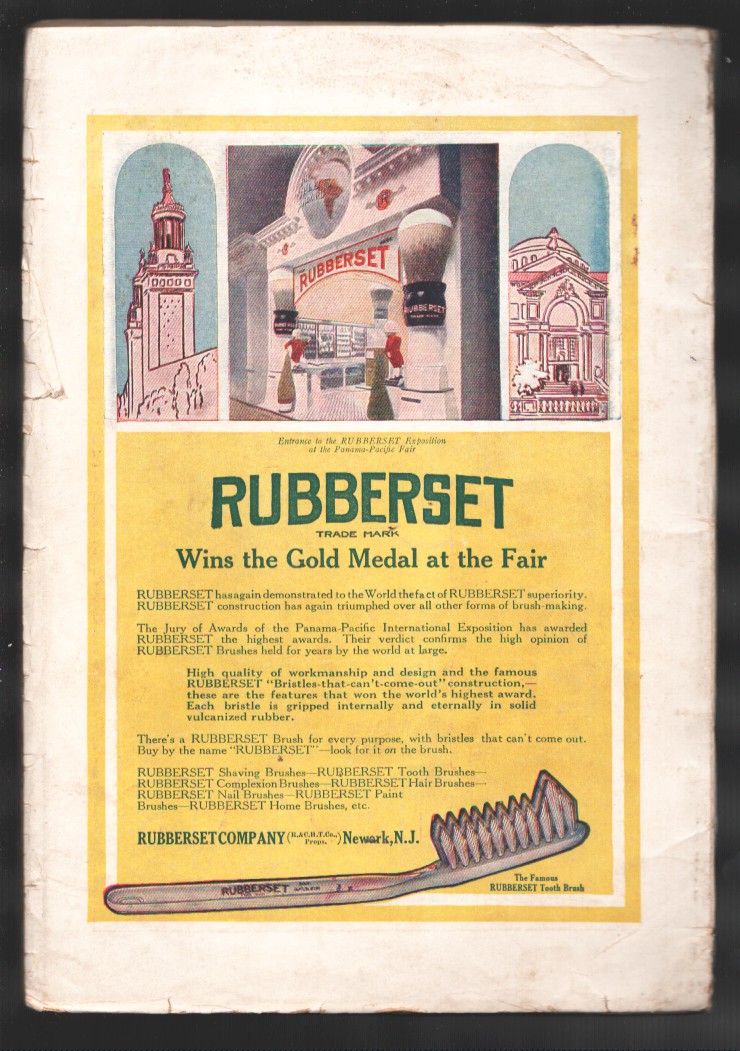 RUBBERSET
RUBBERSET
Entrance to the RUBBERSET Exposition
at the Panama-Pacific Fair
RUBBERSET
TRADE MARK
Wins the Gold Medal at the Fair
RUBBERSET has again demonstrated to the World the fact of RUBBERSET superiority.
RUBBERSET construction has again triumphed over all other forms of brush-making.
The Jury of Awards of the Panama-Pacific International Exposition has awarded
RUBBERSET the highest awards. Their verdict confirms the high opinion of
RUBBERSET Brushes held for years by the world at large.
High quality of workmanship and design and the famous
RUBBERSET "Bristles-that-can't-come-out" construction,—
these are the features that won the world's highest award.
Each bristle is gripped internally and eternally in solid
vulcanized rubber.
There's a RUBBERSET Brush for every purpose, with bristles that can't come out.
Buy by the name "RUBBERSET"—look for it on the brush.
RUBBERSET Shaving Brushes—RUBBERSET Tooth Brushes—
RUBBERSET Complexion Brushes—RUBBERSET Hair Brushes—
RUBBERSET Nail Brushes—RUBBERSET Paint
Brushes—RUBBERSET Home Brushes, etc.
RUBBERSET COMPANY (R.&C.H.T.Co., Props.) Newark, N.J.
The Famous
RUBBERSET Tooth Brush
RUBBERSET